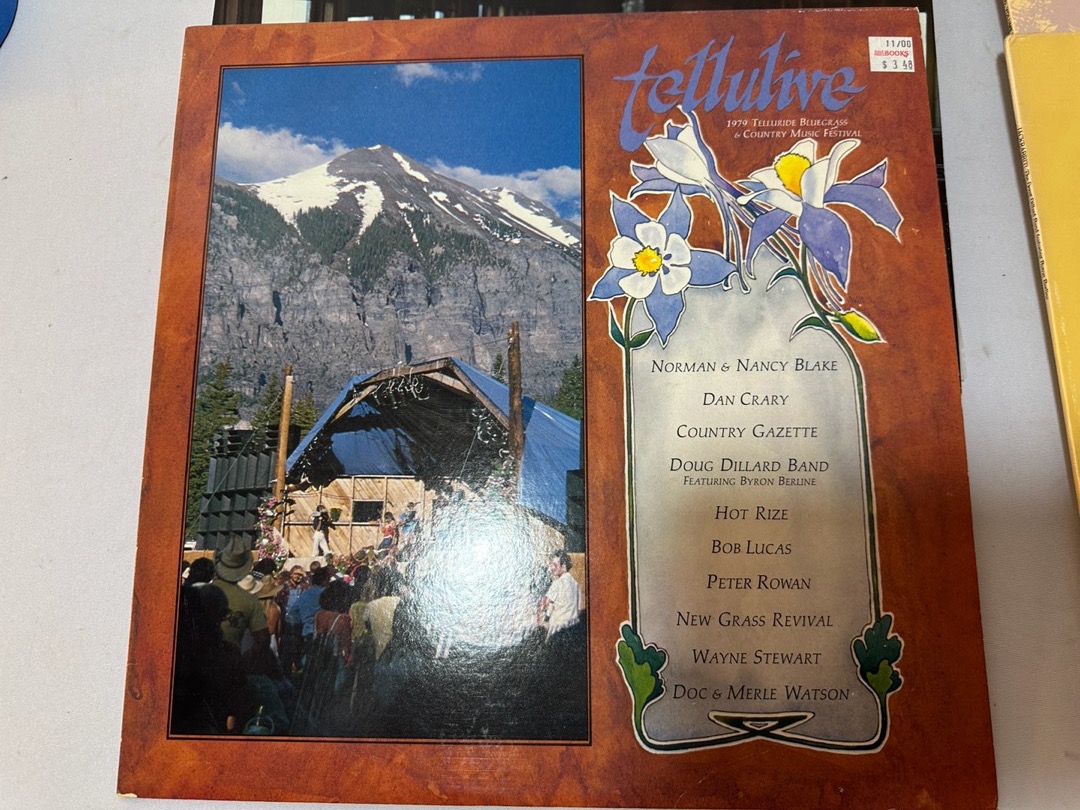 tellulive
1979 Telluride Bluegrass
& Country Music Festival
11/00
BOOKS
$ 3.48
Norman & Nancy Blake
Dan Crary
Country Gazette
Doug Dillard Band
Featuring Byron Berline
Hot Rize
Bob Lucas
Peter Rowan
New Grass Revival
Wayne Stewart
Doc & Merle Watson